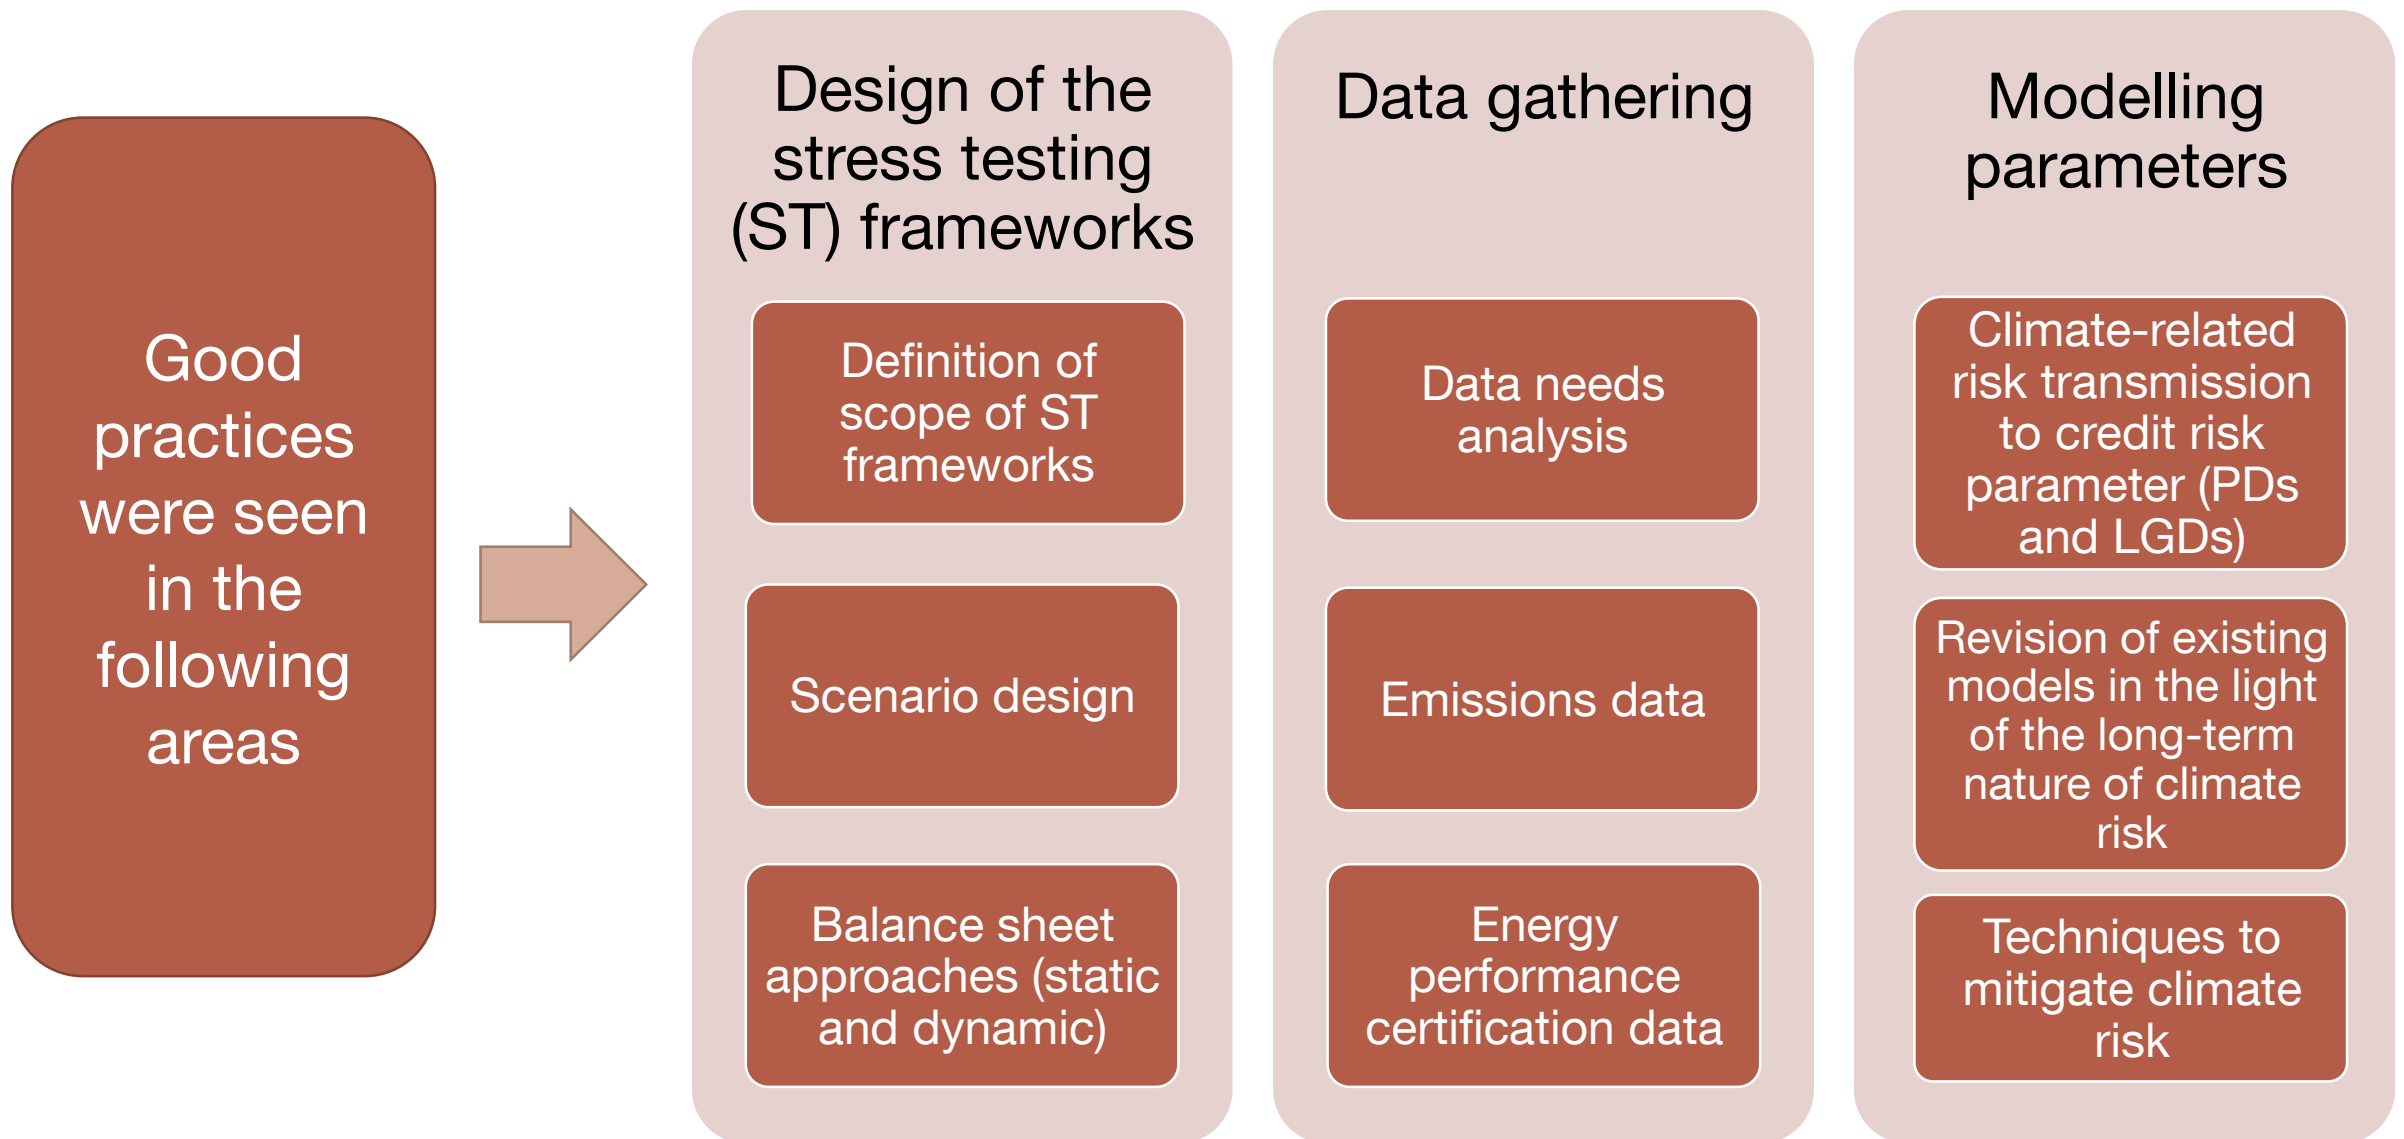 Good
practices
were seen
in the
following
areas
Design of the
stress testing
(ST) frameworks
Definition of
scope of ST
frameworks
Scenario design
Balance sheet
approaches (static
and dynamic)
Data gathering
Data needs
analysis
Emissions data
Energy
performance
certification data
Modelling
parameters
Climate-related
risk transmission
to credit risk
parameter (PDs
and LGDs)
Revision of existing
models in the light
of the long-term
nature of climate
risk
Techniques to
mitigate climate
risk